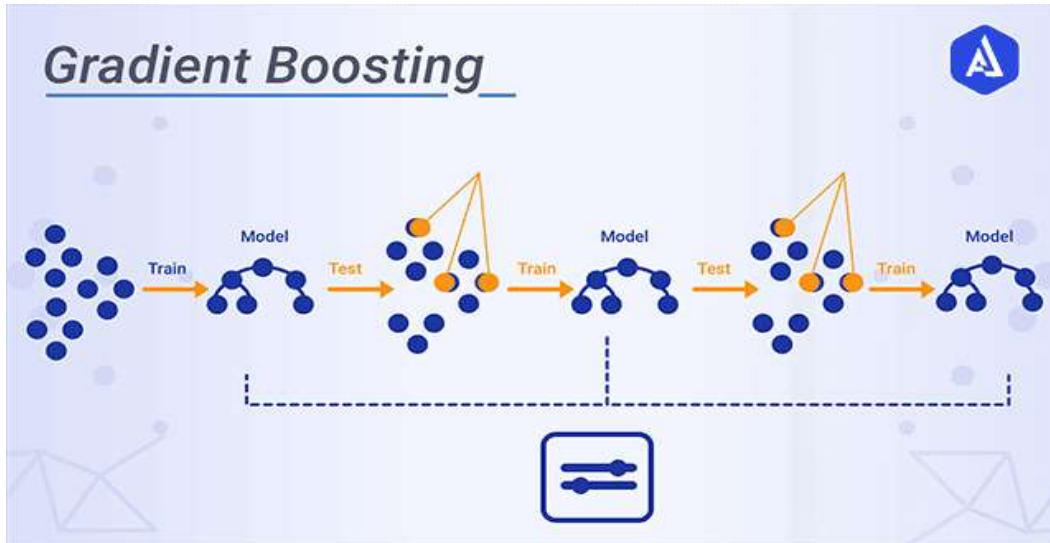 Gradient Boosting
Model
Model
Model
Train
Test
Train
Test
Train